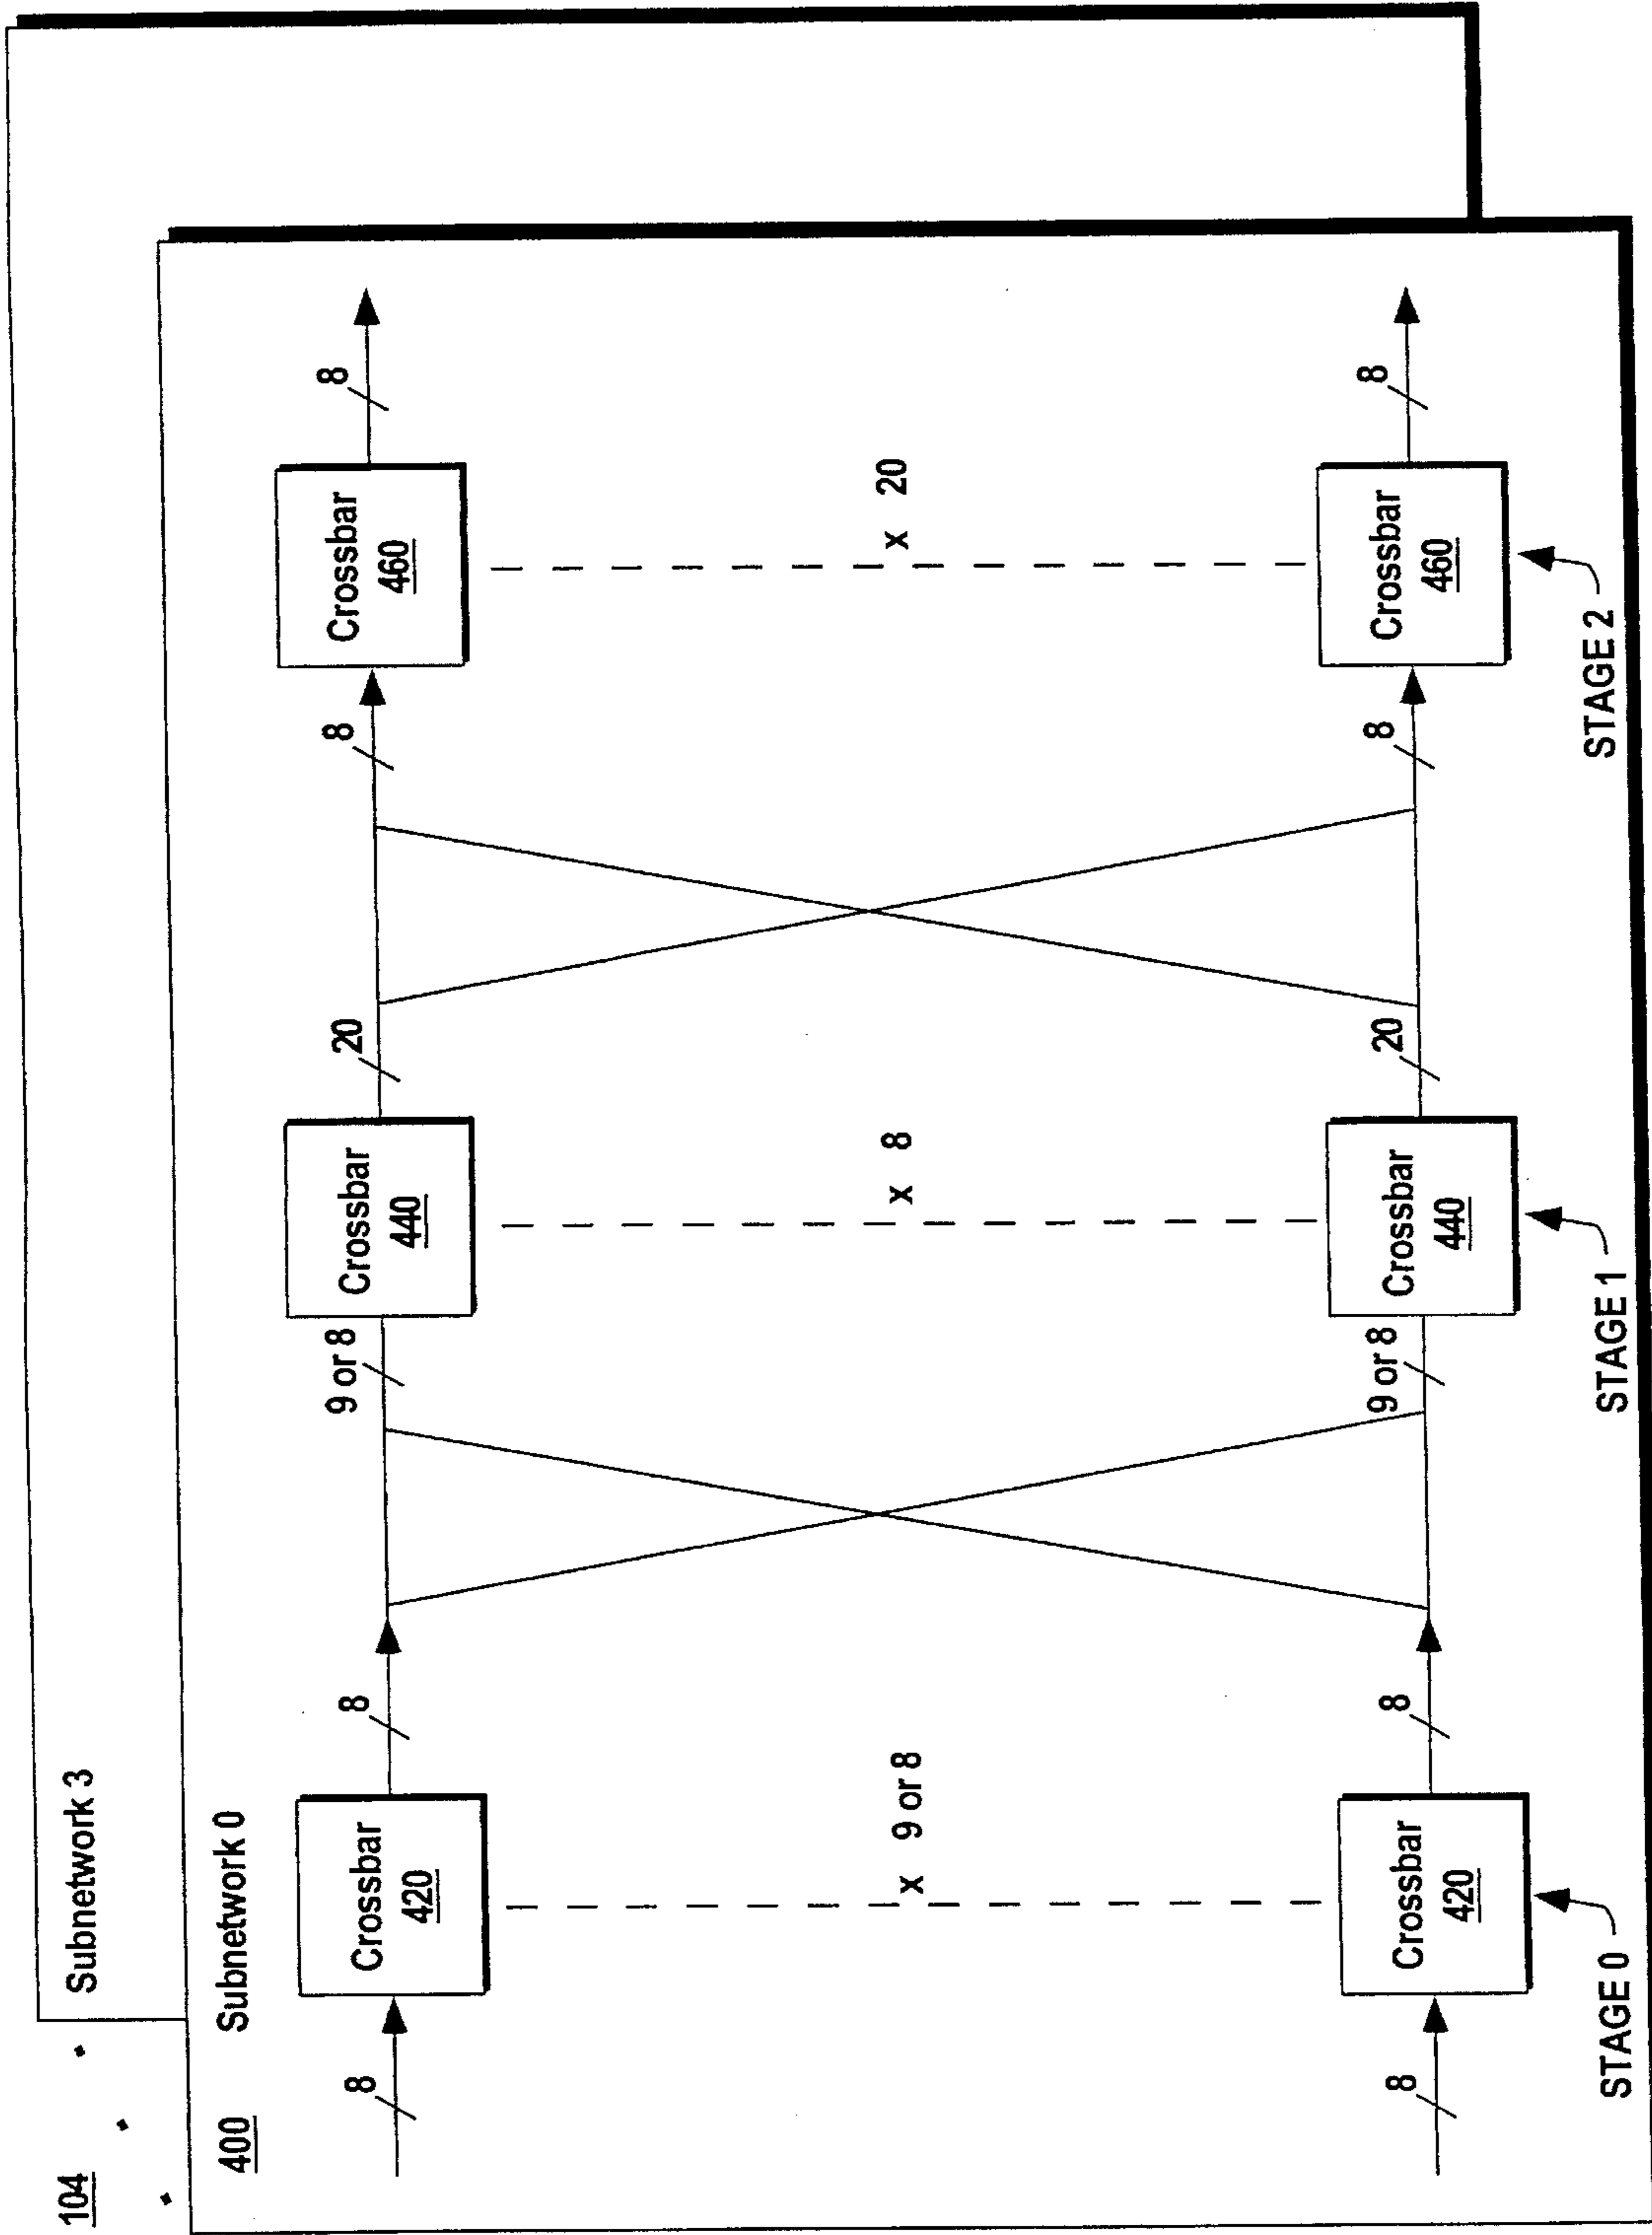 104
Subnetwork 3
400
Subnetwork 0
8
Crossbar
420
8
9 or 8
Crossbar
440
20
8
Crossbar
460
8
x 9 or 8
x 8
x 20
8
Crossbar
420
8
9 or 8
Crossbar
440
20
8
Crossbar
460
8
STAGE 0
STAGE 1
STAGE 2